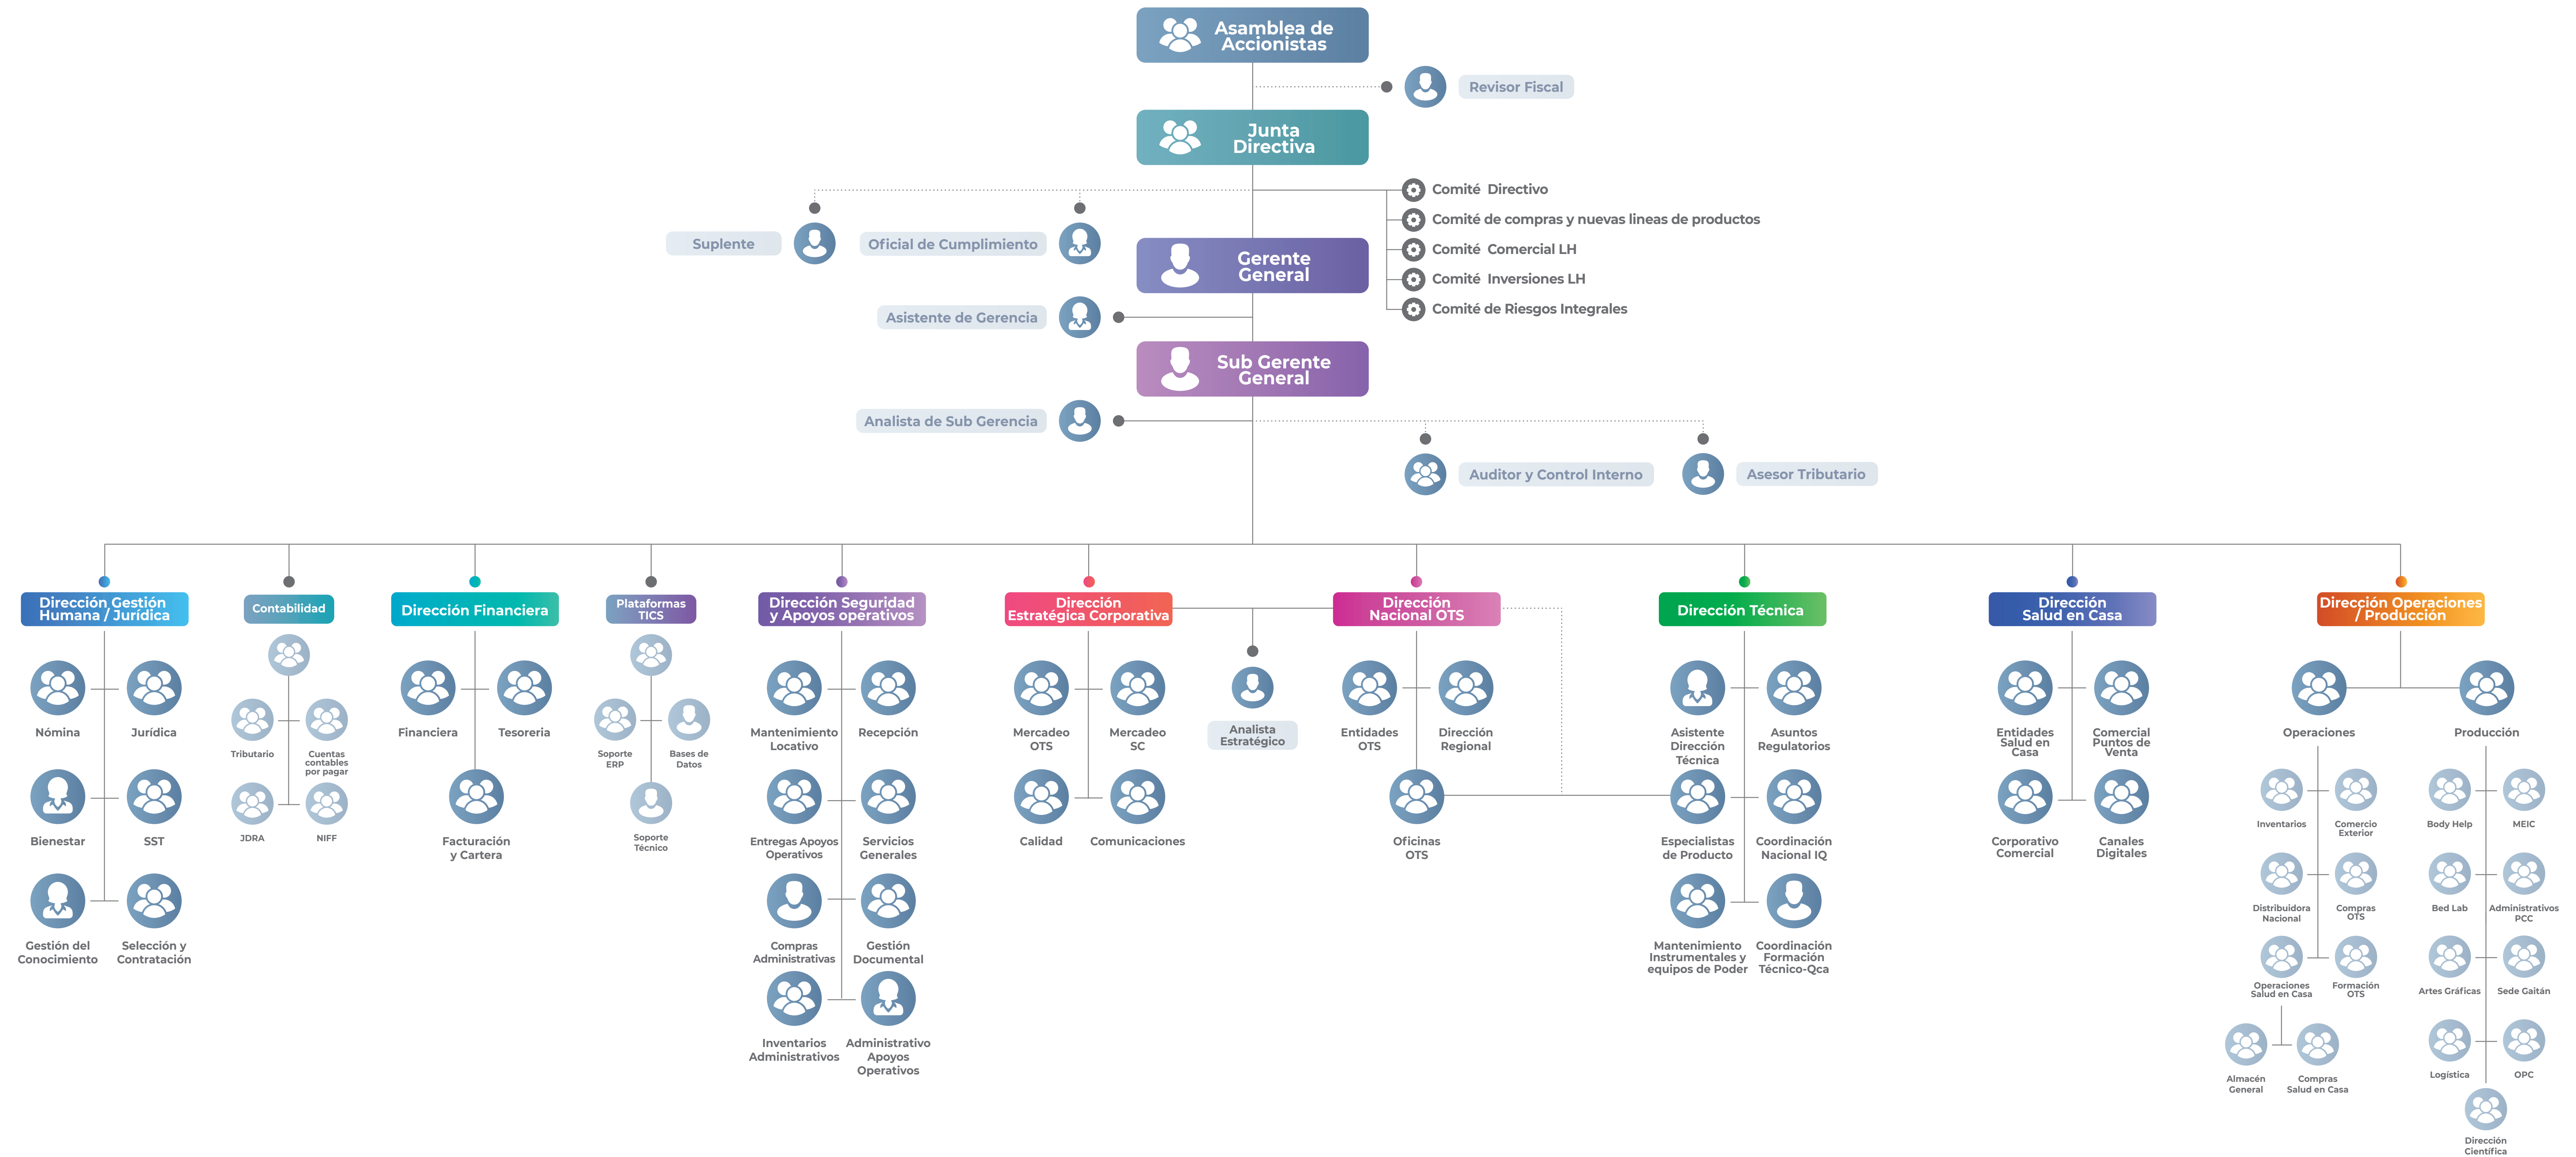 Asamblea de
Accionistas
Revisor Fiscal
Junta
Directiva
Comité Directivo
Comité de compras y nuevas lineas de productos
Comité Comercial LH
Comité Inversiones LH
Comité de Riesgos Integrales
Suplente
Oficial de Cumplimiento
Gerente
General
Asistente de Gerencia
Sub Gerente
General
Analista de Sub Gerencia
Auditor y Control Interno
Asesor Tributario
Dirección Gestión
Humana / Jurídica
Nómina
Jurídica
Bienestar
SST
Gestión del
Conocimiento
Selección y
Contratación
Contabilidad
Tributario
Cuentas
contables
por pagar
JDRA
NIFF
Dirección Financiera
Financiera
Tesoreria
Facturación
y Cartera
Plataformas
TICS
Soporte
ERP
Bases de
Datos
Soporte
Técnico
Dirección Seguridad
y Apoyos operativos
Mantenimiento
Locativo
Recepción
Entregas Apoyos
Operativos
Servicios
Generales
Compras
Administrativas
Gestión
Documental
Inventarios
Administrativos
Administrativo
Apoyos
Operativos
Dirección
Estratégica Corporativa
Mercadeo
OTS
Mercadeo
SC
Calidad
Comunicaciones
Analista
Estratégico
Dirección
Nacional OTS
Entidades
OTS
Dirección
Regional
Oficinas
OTS
Dirección Técnica
Asistente
Dirección
Técnica
Asuntos
Regulatorios
Especialistas
de Producto
Coordinación
Nacional IQ
Mantenimiento
Instrumentales y
equipos de Poder
Coordinación
Formación
Técnico-Qca
Dirección
Salud en Casa
Entidades
Salud en
Casa
Comercial
Puntos de
Venta
Corporativo
Comercial
Canales
Digitales
Dirección Operaciones
/ Producción
Operaciones
Producción
Inventarios
Comercio
Exterior
Distribuidora
Nacional
Compras
OTS
Operaciones
Salud en Casa
Formación
OTS
Almacén
General
Compras
Salud en Casa
Body Help
MEIC
Bed Lab
Administrativos
PCC
Artes Gráficas
Sede Gaitán
Logística
OPC
Dirección
Científica